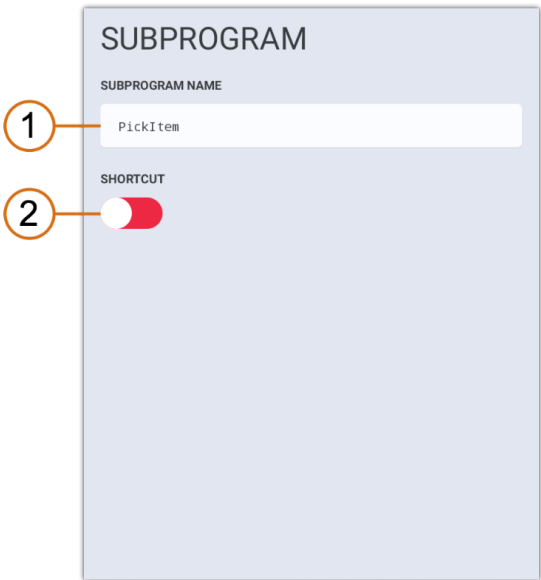 SUBPROGRAM
SUBPROGRAM NAME
1
PickItem
SHORTCUT
2